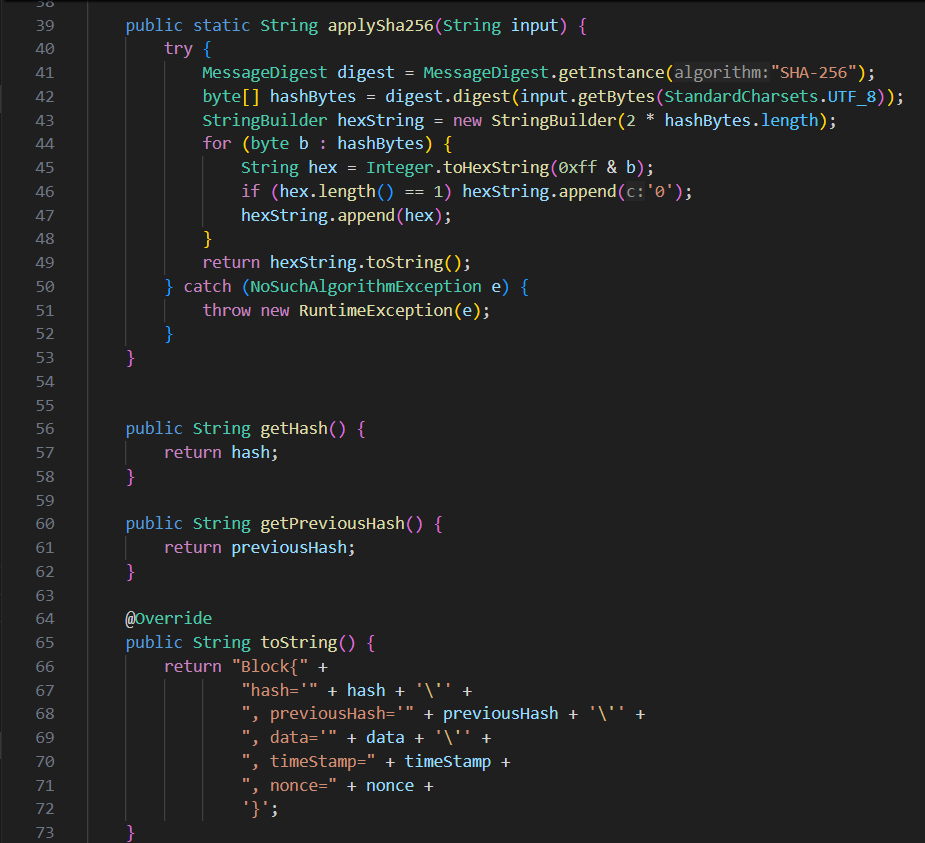 38
39 public static String applySha256(String input) {
40 try {
41 MessageDigest digest = MessageDigest.getInstance(algorithm:"SHA-256");
42 byte[] hashBytes = digest.digest(input.getBytes(StandardCharsets.UTF_8));
43 StringBuilder hexString = new StringBuilder(2 * hashBytes.length);
44 for (byte b : hashBytes) {
45 String hex = Integer.toHexString(0xff & b);
46 if (hex.length() == 1) hexString.append(c:'0');
47 hexString.append(hex);
48 }
49 return hexString.toString();
50 } catch (NoSuchAlgorithmException e) {
51 throw new RuntimeException(e);
52 }
53 }
54
55
56 public String getHash() {
57 return hash;
58 }
59
60 public String getPreviousHash() {
61 return previousHash;
62 }
63
64 @Override
65 public String toString() {
66 return "Block{" +
67 "hash='" + hash + '\'' +
68 ", previousHash='" + previousHash + '\'' +
69 ", data='" + data + '\'' +
70 ", timeStamp=" + timeStamp +
71 ", nonce=" + nonce +
72 '}';
73 }